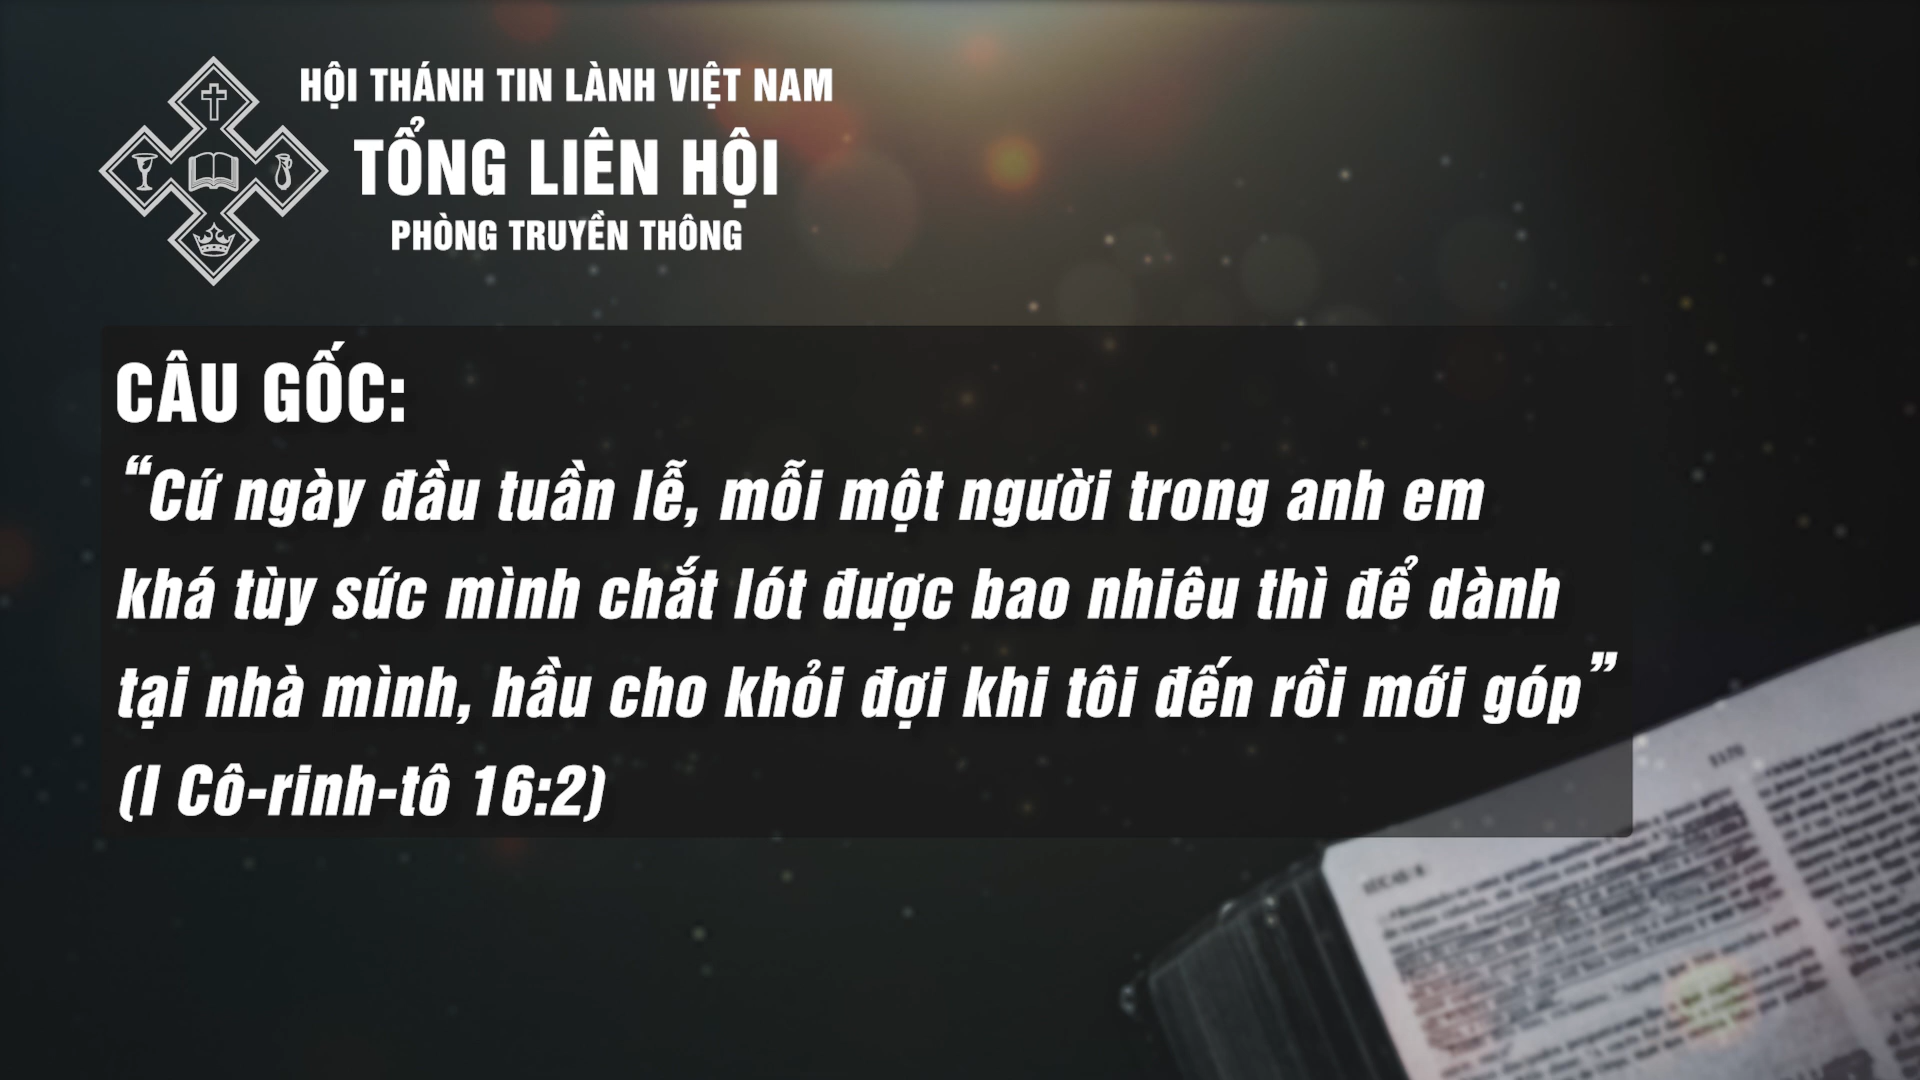 HỘI THÁNH TIN LÀNH VIỆT NAM
TỔNG LIÊN HỘI
PHÒNG TRUYỀN THÔNG
CÂU GỐC:
“Cứ ngày đầu tuần lễ, mỗi một người trong anh em
khá tùy sức mình chắt lót được bao nhiêu thì để dành
tại nhà mình, hầu cho khỏi đợi khi tôi đến rồi mới góp”
(I Cô-rinh-tô 16:2)